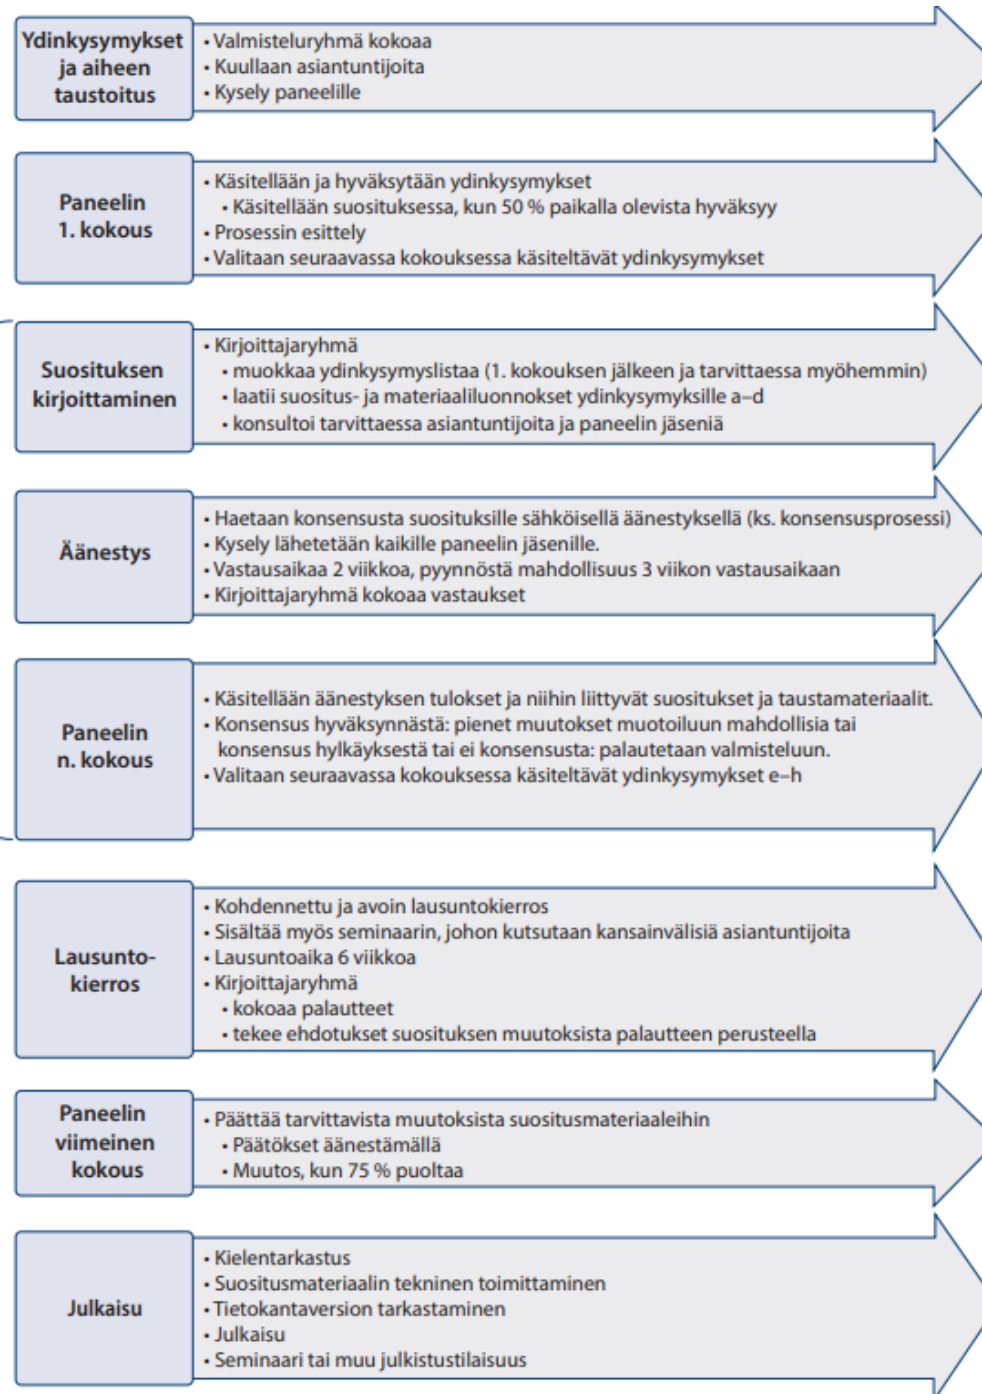 Ydinkysymykset
ja aiheen
taustoitus
• Valmisteluryhmä kokoaa
• Kuullaan asiantuntijoita
• Kysely paneelille
Paneelin
1. kokous
• Käsitellään ja hyväksytään ydinkysymykset
• Käsitellään suosituksessa, kun 50 % paikalla olevista hyväksyy
• Prosessin esittely
• Valitaan seuraavassa kokouksessa käsiteltävät ydinkysymykset
Suosituksen
kirjoittaminen
• Kirjoittajaryhmä
• muokkaa ydinkysymyslistaa (1. kokouksen jälkeen ja tarvittaessa myöhemmin)
• laatii suositus- ja materiaaliluonnokset ydinkysymyksille a–d
• konsultoi tarvittaessa asiantuntijoita ja paneelin jäseniä
Äänestys
• Haetaan konsensusta suosituksille sähköisellä äänestyksellä (ks. konsensusprosessi)
• Kysely lähetetään kaikille paneelin jäsenille.
• Vastausaikaa 2 viikkoa, pyynnöstä mahdollisuus 3 viikon vastausaikaan
• Kirjoittajaryhmä kokoaa vastaukset
Paneelin
n. kokous
• Käsitellään äänestyksen tulokset ja niihin liittyvät suositukset ja taustamateriaalit.
• Konsensus hyväksynnästä: pienet muutokset muotoiluun mahdollisia tai
konsensus hylkäyksestä tai ei konsensusta: palautetaan valmisteluun.
• Valitaan seuraavassa kokouksessa käsiteltävät ydinkysymykset e–h
Lausunto-
kierros
• Kohdennettu ja avoin lausuntokierros
• Sisältää myös seminaarin, johon kutsutaan kansainvälisiä asiantuntijoita
• Lausuntoaika 6 viikkoa
• Kirjoittajaryhmä
• kokoaa palautteet
• tekee ehdotukset suosituksen muutoksista palautteen perusteella
Paneelin
viimeinen
kokous
• Päättää tarvittavista muutoksista suositusmateriaaleihin
• Päätökset äänestämällä
• Muutos, kun 75 % puoltaa
Julkaisu
• Kielentarkastus
• Suositusmateriaalin tekninen toimittaminen
• Tietokantaversion tarkastaminen
• Julkaisu
• Seminaari tai muu julkistustilaisuus